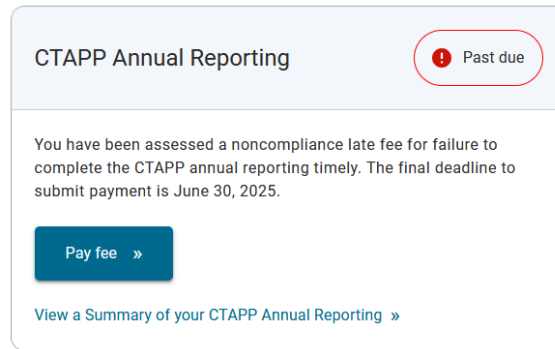 CTAPP Annual Reporting
Past due
You have been assessed a noncompliance late fee for failure to
complete the CTAPP annual reporting timely. The final deadline to
submit payment is June 30, 2025.
Pay fee »
View a Summary of your CTAPP Annual Reporting »